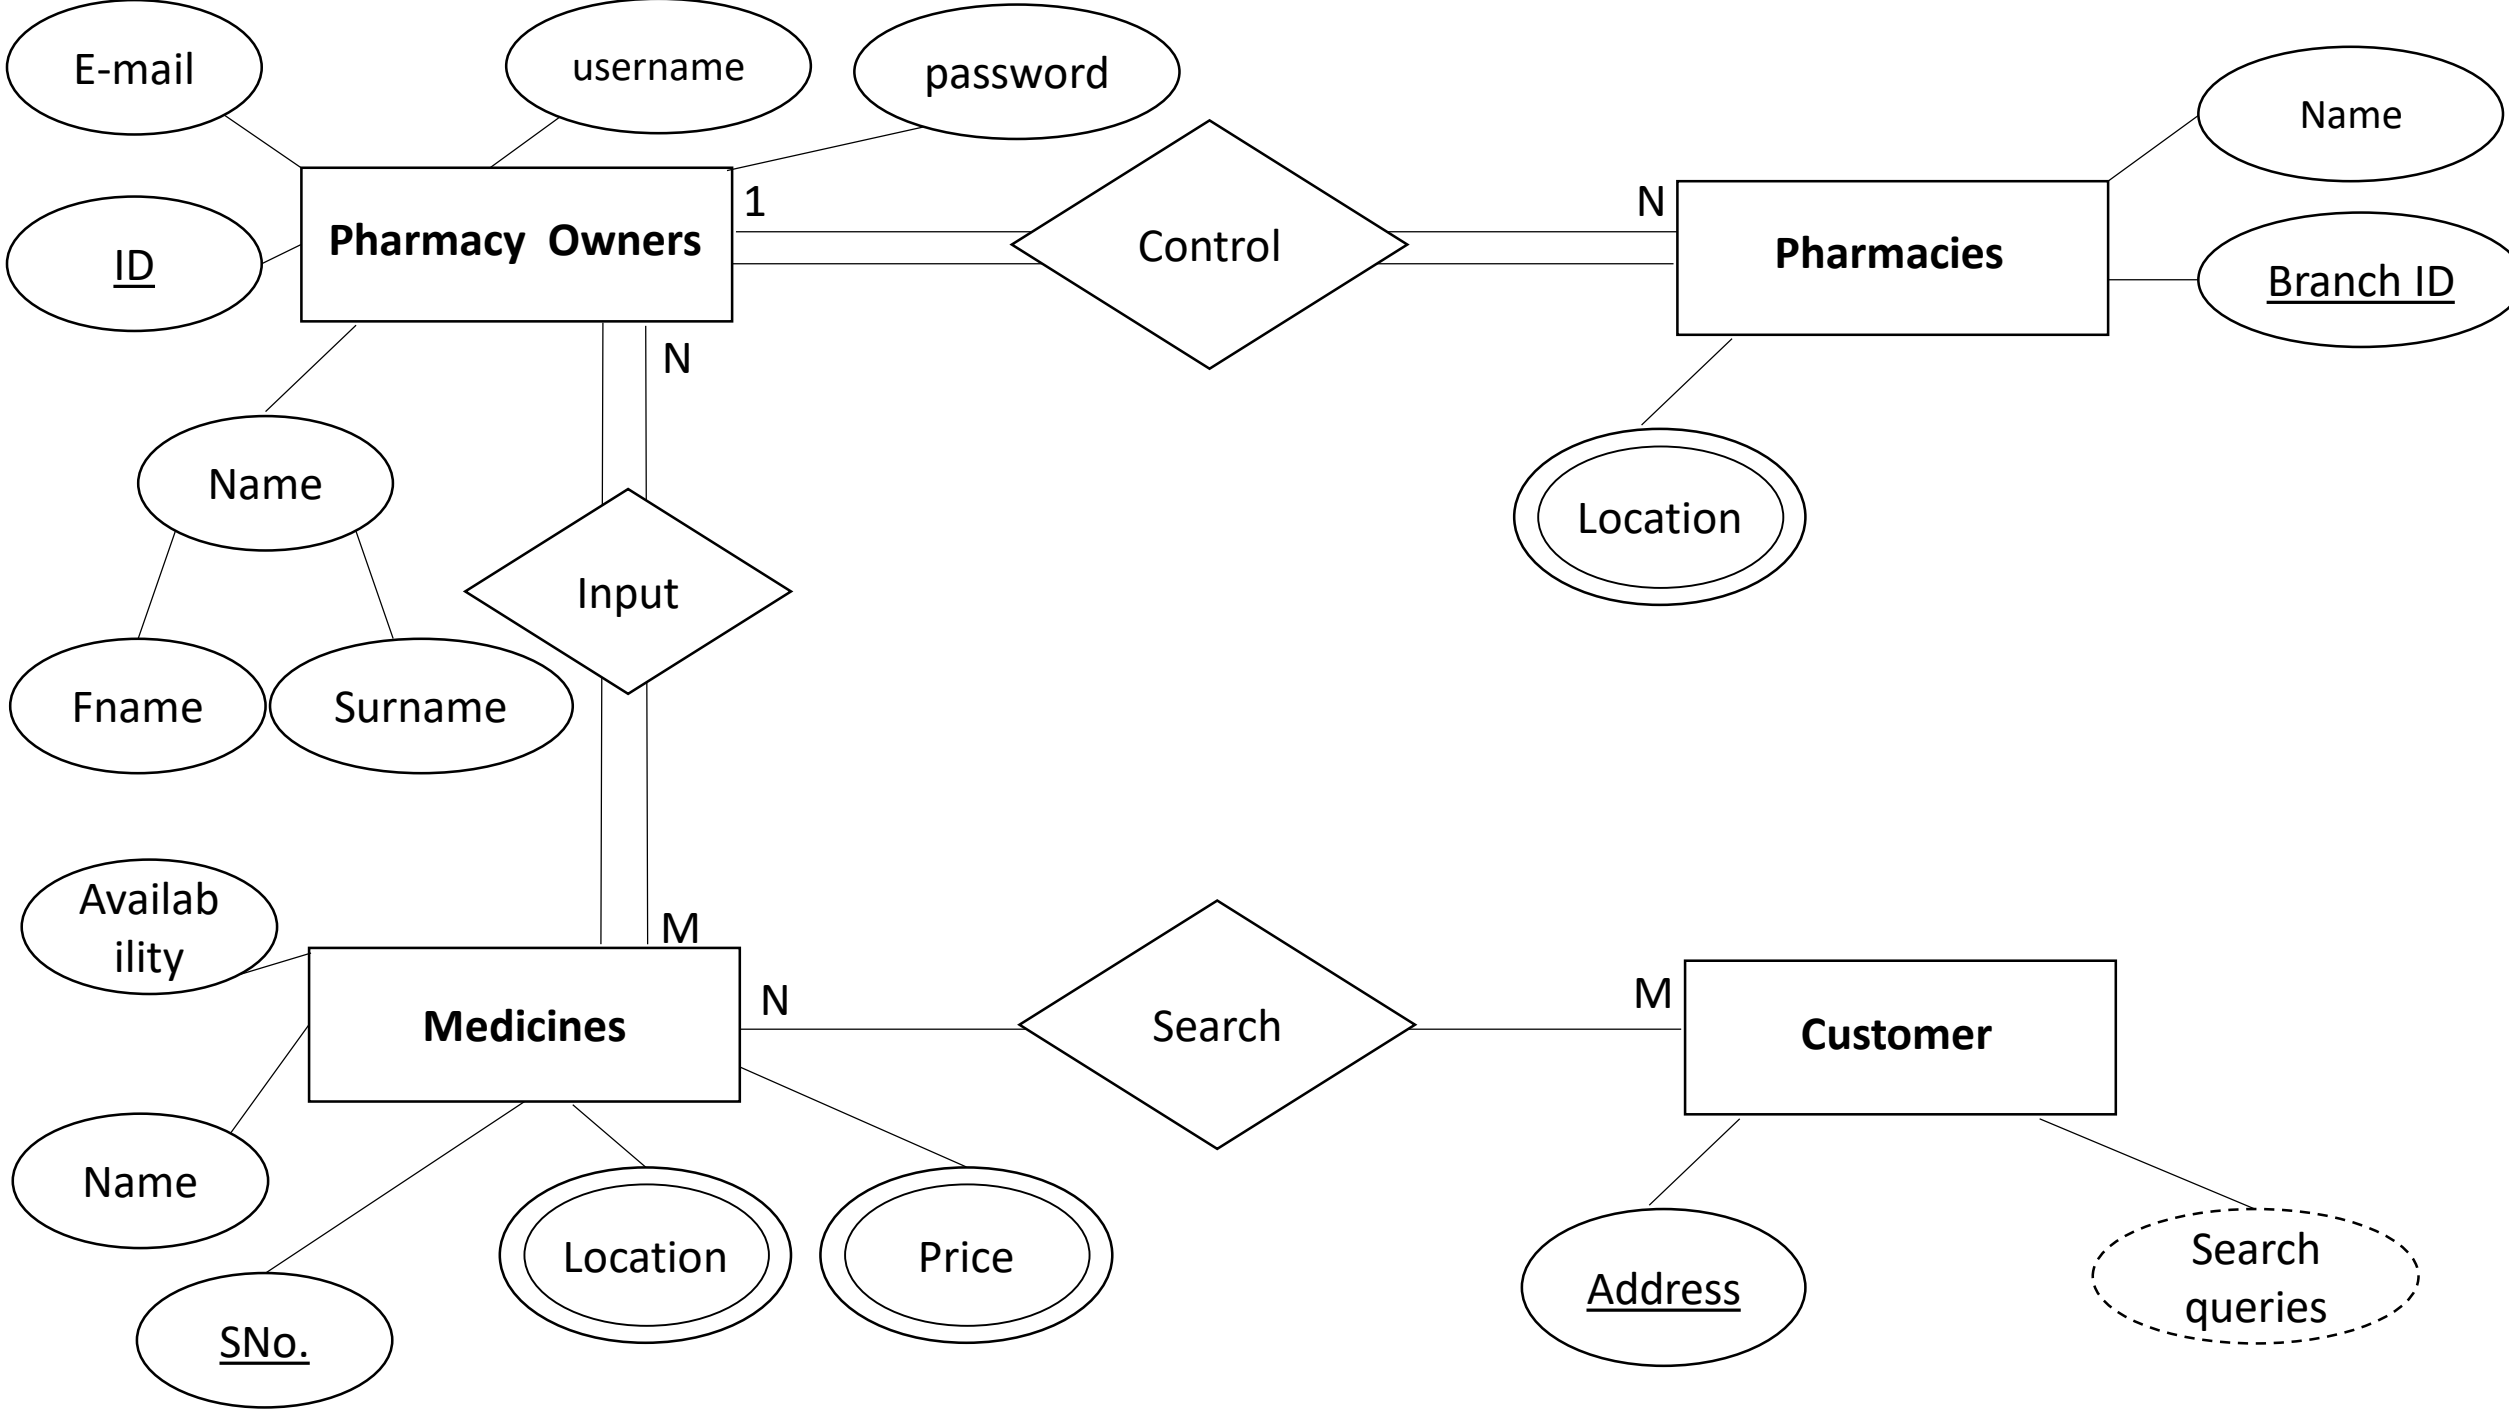 E-mail
username
password
Name
1
N
Pharmacy  Owners
Control
Pharmacies
ID
Branch ID
N
Name
Location
Input
Fname
Surname
Availab
ility
M
N
M
Medicines
Search
Customer
Name
Location
Price
Search
queries
Address
SNo.